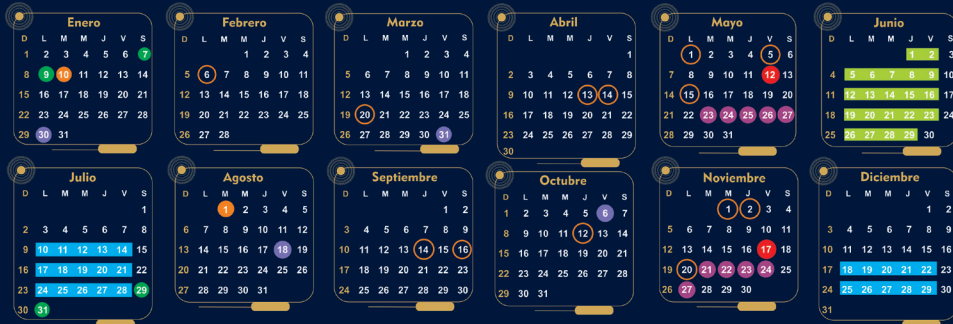 Enero
D L M M J V S
1 2 3 4 5 6 7
8 9 10 11 12 13 14
15 16 17 18 19 20 21
22 23 24 25 26 27 28
29 30 31
Febrero
D L M M J V S
1 2 3 4
5 6 7 8 9 10 11
12 13 14 15 16 17 18
19 20 21 22 23 24 25
26 27 28
Marzo
D L M M J V S
1 2 3 4
5 6 7 8 9 10 11
12 13 14 15 16 17 18
19 20 21 22 23 24 25
26 27 28 29 30 31
Abril
D L M M J V S
1
2 3 4 5 6 7 8
9 10 11 12 13 14 15
16 17 18 19 20 21 22
23 24 25 26 27 28 29
30
Mayo
D L M M J V S
1 2 3 4 5 6
7 8 9 10 11 12 13
14 15 16 17 18 19 20
21 22 23 24 25 26 27
28 29 30 31
Junio
D L M M J V S
1 2 3
4 5 6 7 8 9 10
11 12 13 14 15 16 17
18 19 20 21 22 23 24
25 26 27 28 29 30
Julio
D L M M J V S
1
2 3 4 5 6 7 8
9 10 11 12 13 14 15
16 17 18 19 20 21 22
23 24 25 26 27 28 29
30 31
Agosto
D L M M J V S
1 2 3 4 5
6 7 8 9 10 11 12
13 14 15 16 17 18 19
20 21 22 23 24 25 26
27 28 29 30 31
Septiembre
D L M M J V S
1 2
3 4 5 6 7 8 9
10 11 12 13 14 15 16
17 18 19 20 21 22 23
24 25 26 27 28 29 30
Octubre
D L M M J V S
1 2 3 4 5 6 7
8 9 10 11 12 13 14
15 16 17 18 19 20 21
22 23 24 25 26 27 28
29 30 31
Noviembre
D L M M J V S
1 2 3 4
5 6 7 8 9 10 11
12 13 14 15 16 17 18
19 20 21 22 23 24 25
26 27 28 29 30
Diciembre
D L M M J V S
1 2
3 4 5 6 7 8 9
10 11 12 13 14 15 16
17 18 19 20 21 22 23
24 25 26 27 28 29 30
31